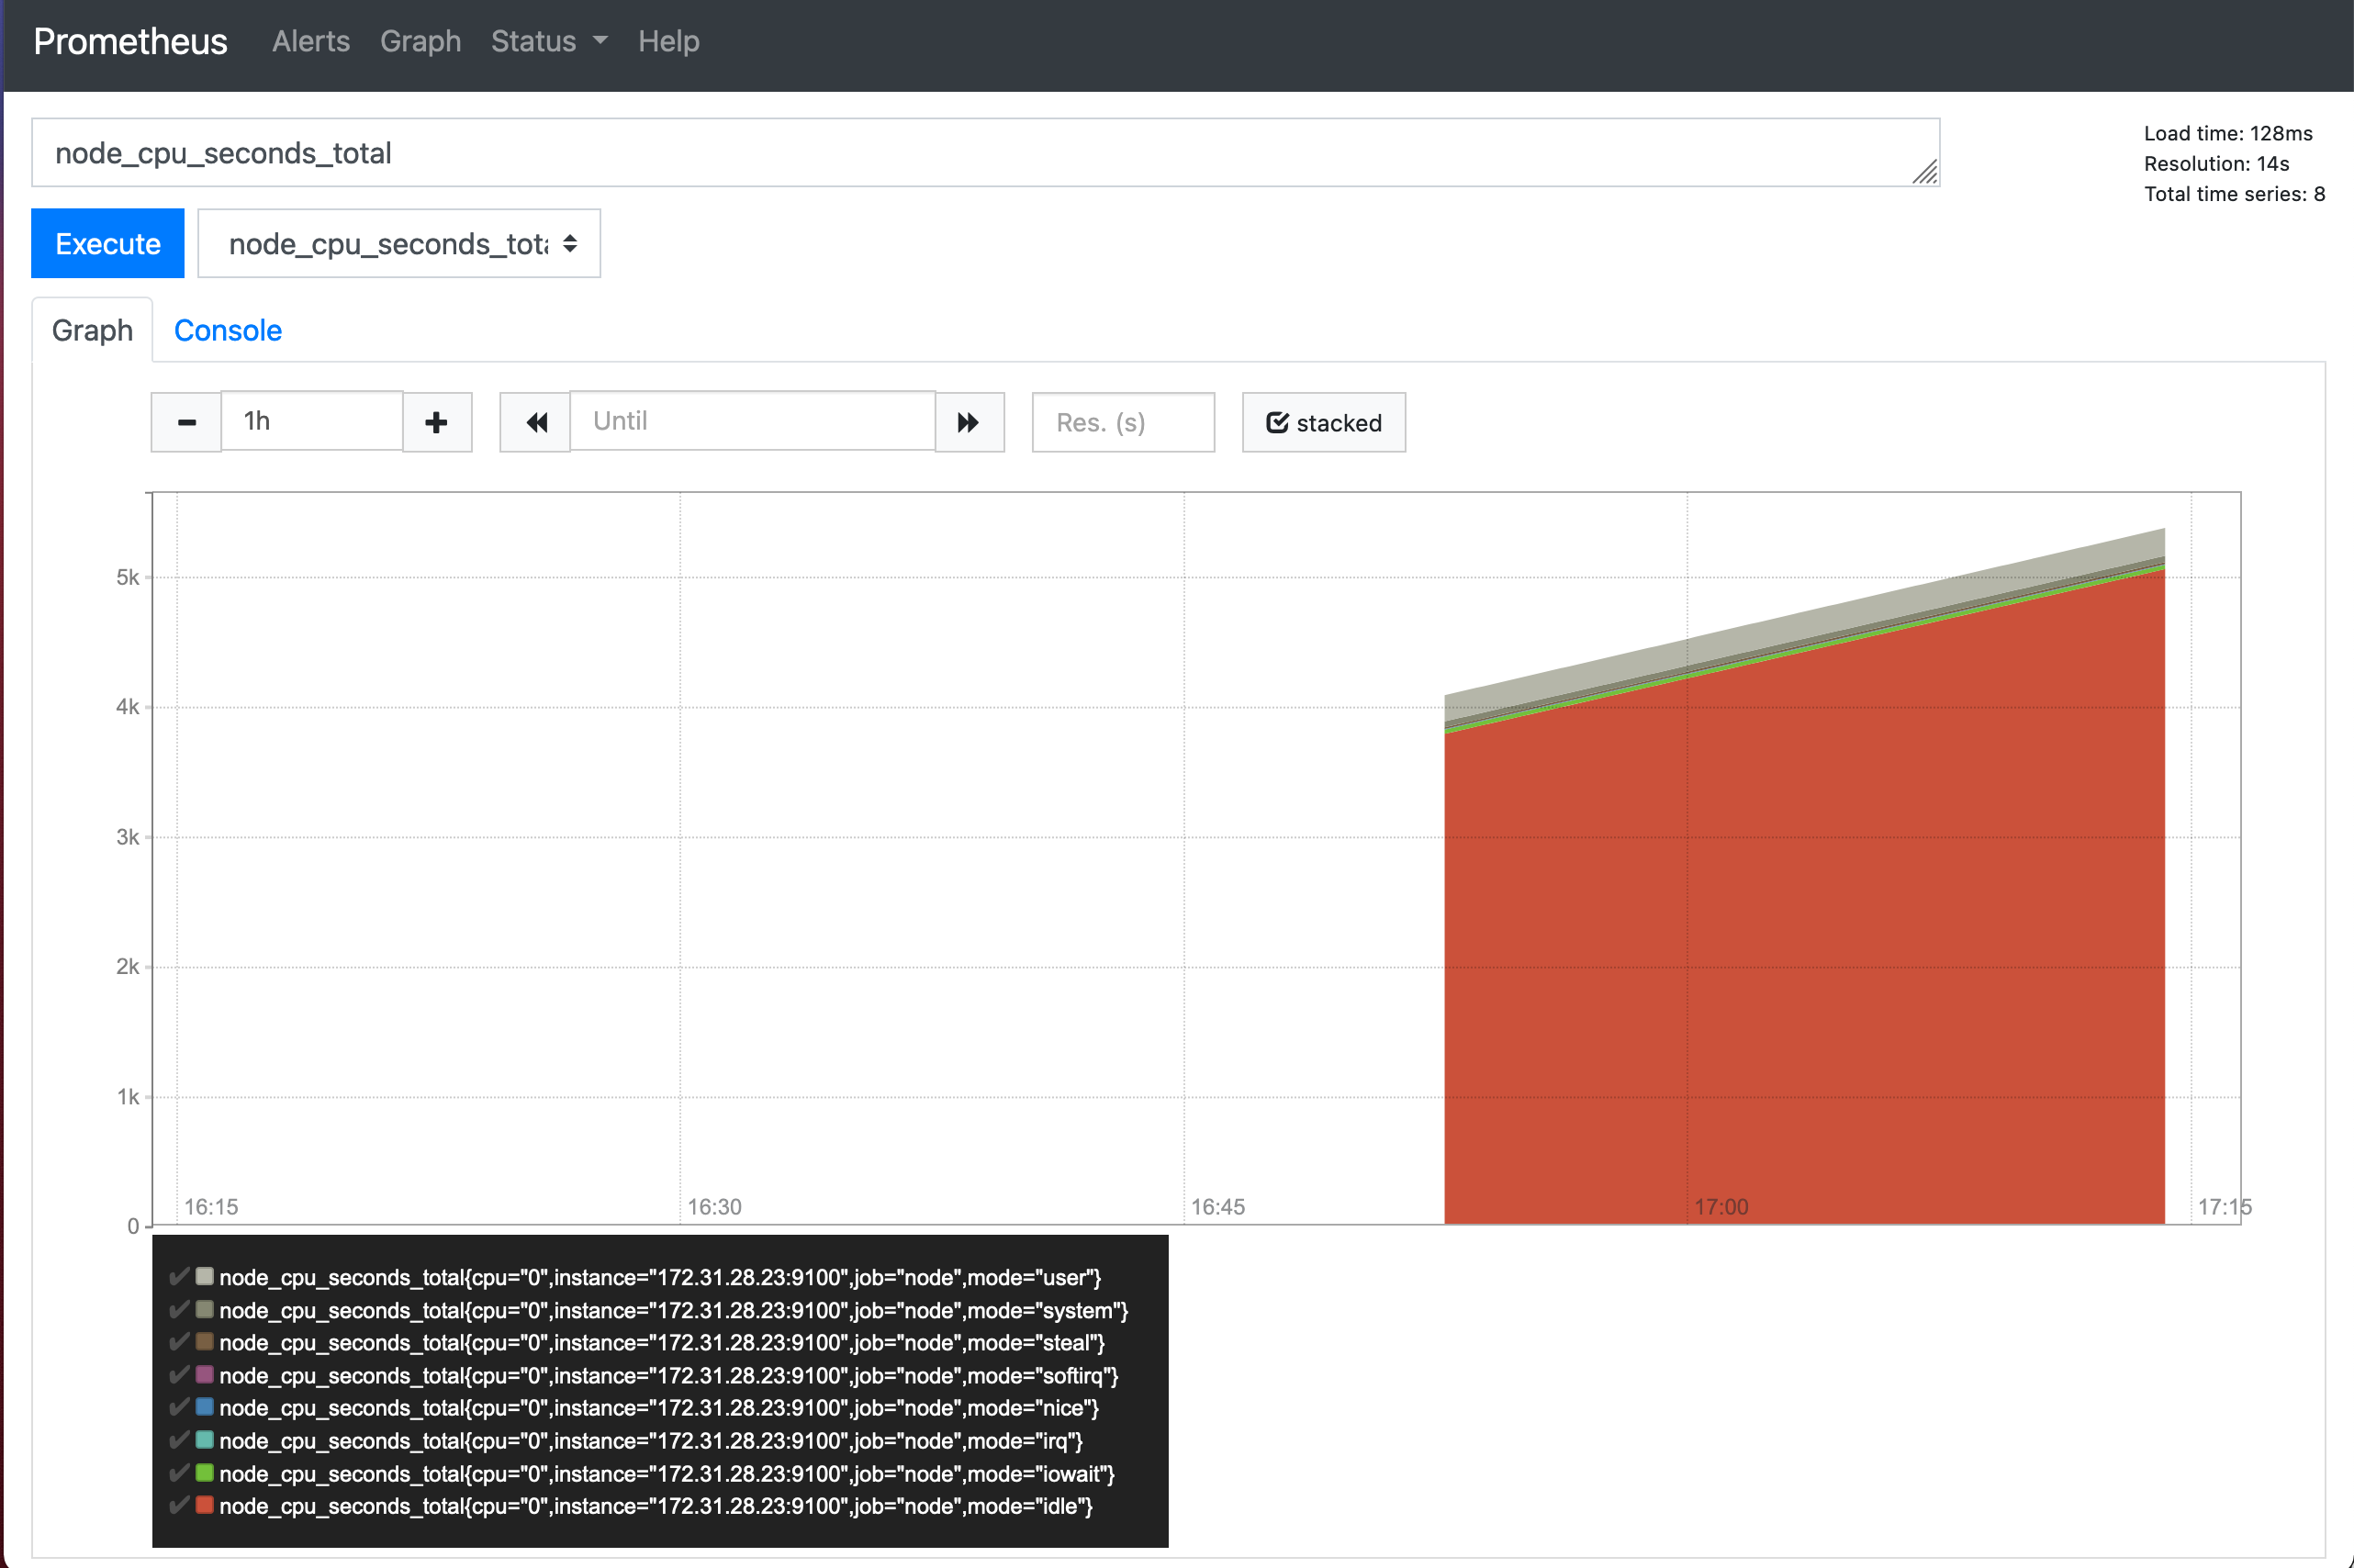 Prometheus Alerts Graph Status Help
node_cpu_seconds_total
Load time: 128ms
Resolution: 14s
Total time series: 8
Execute node_cpu_seconds_tota
Graph Console
1h Until Res. (s) stacked
5k
4k
3k
2k
1k
0
16:15 16:30 16:45 17:00 17:15
node_cpu_seconds_total{cpu="0",instance="172.31.28.23:9100",job="node",mode="user"}
node_cpu_seconds_total{cpu="0",instance="172.31.28.23:9100",job="node",mode="system"}
node_cpu_seconds_total{cpu="0",instance="172.31.28.23:9100",job="node",mode="steal"}
node_cpu_seconds_total{cpu="0",instance="172.31.28.23:9100",job="node",mode="softirq"}
node_cpu_seconds_total{cpu="0",instance="172.31.28.23:9100",job="node",mode="nice"}
node_cpu_seconds_total{cpu="0",instance="172.31.28.23:9100",job="node",mode="irq"}
node_cpu_seconds_total{cpu="0",instance="172.31.28.23:9100",job="node",mode="iowait"}
node_cpu_seconds_total{cpu="0",instance="172.31.28.23:9100",job="node",mode="idle"}